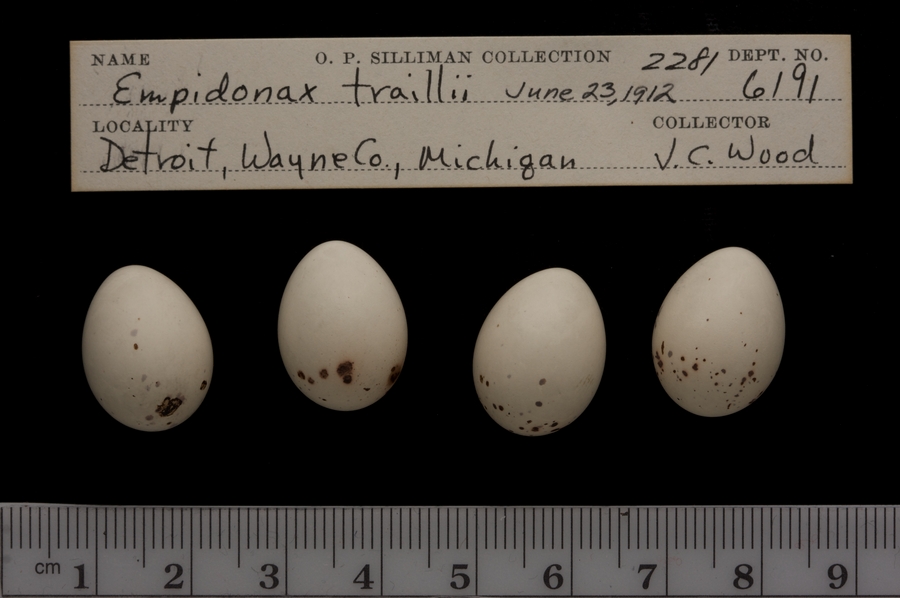 NAME O. P. SILLIMAN COLLECTION 2281 DEPT. NO.
Empidonax traillii June 23, 1912 6191
LOCALITY COLLECTOR
Detroit, Wayne Co., Michigan J. C. Wood
cm 1 2 3 4 5 6 7 8 9